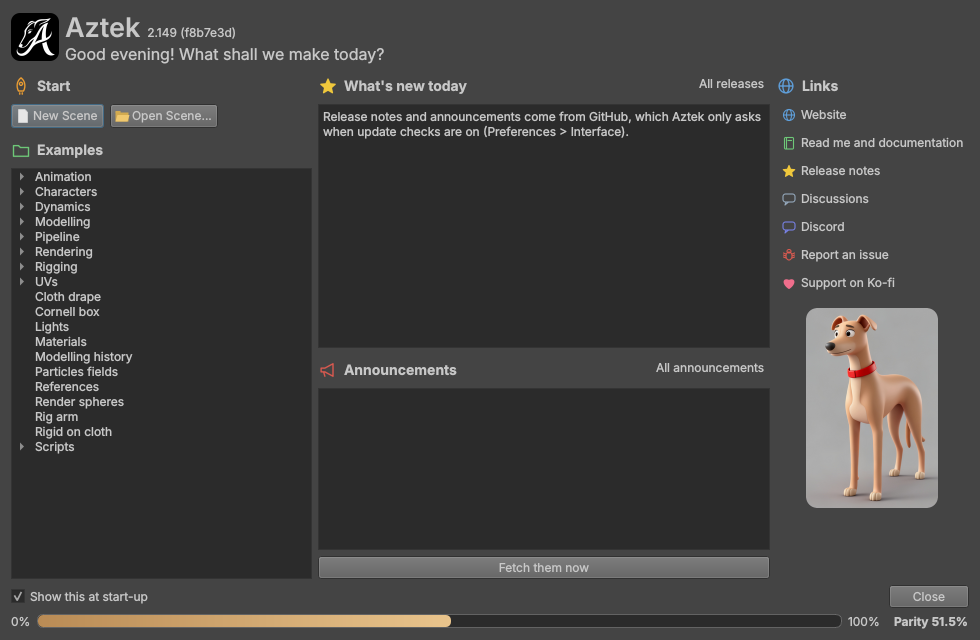 Aztek 2.149 (f8b7e3d)
Good evening! What shall we make today?
Start
New Scene
Open Scene...
Examples
Animation
Characters
Dynamics
Modelling
Pipeline
Rendering
Rigging
UVs
Cloth drape
Cornell box
Lights
Materials
Modelling history
Particles fields
References
Render spheres
Rig arm
Rigid on cloth
Scripts
What's new today
All releases
Release notes and announcements come from GitHub, which Aztek only asks
when update checks are on (Preferences > Interface).
Announcements
All announcements
Fetch them now
Links
Website
Read me and documentation
Release notes
Discussions
Discord
Report an issue
Support on Ko-fi
Show this at start-up
Close
0%
100%
Parity 51.5%